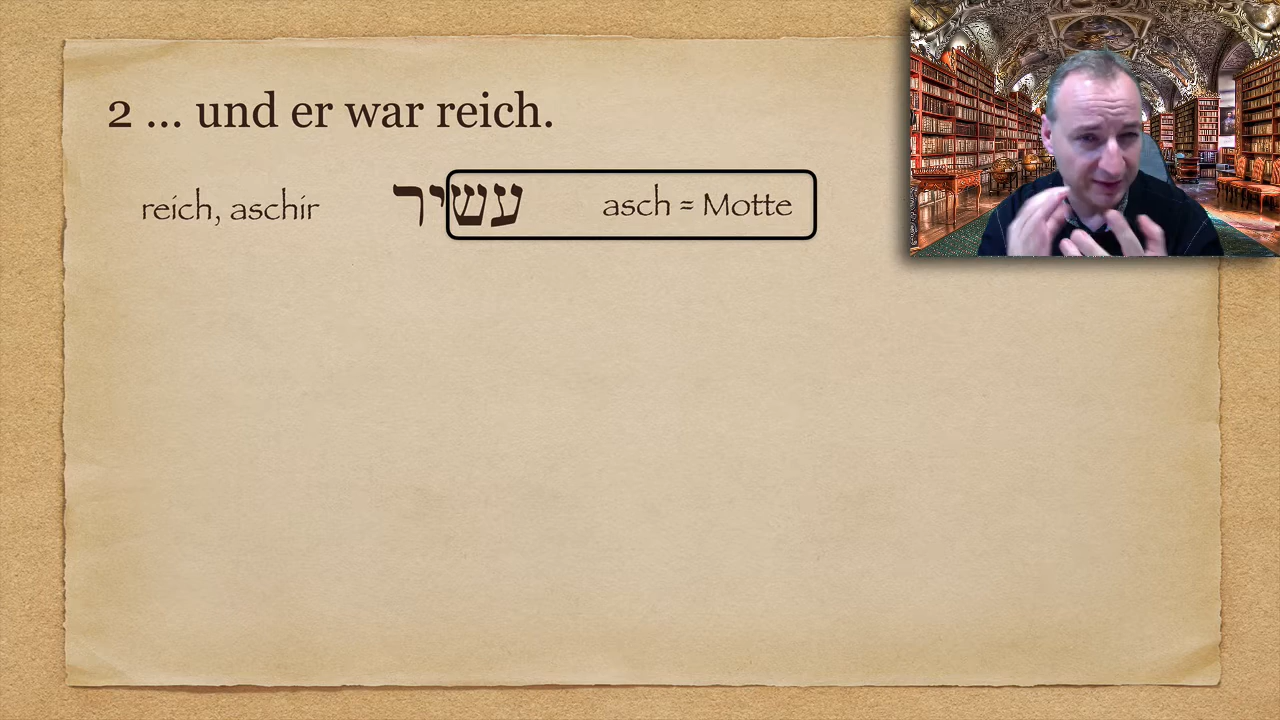 2 ... und er war reich.
reich, aschir עשיר asch = Motte